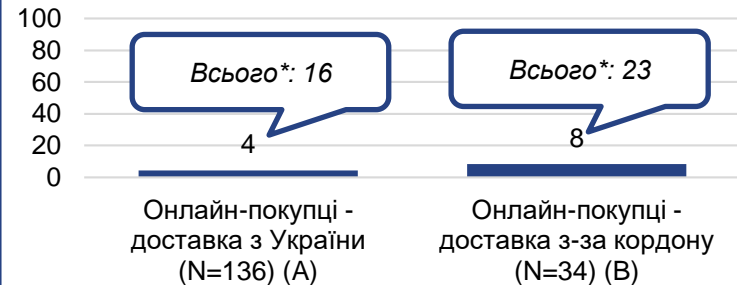 100
80
60
40
20
0
Всього*: 16
Всього*: 23
4
8
Онлайн-покупці -
доставка з України
(N=136) (A)
Онлайн-покупці -
доставка з-за кордону
(N=34) (B)